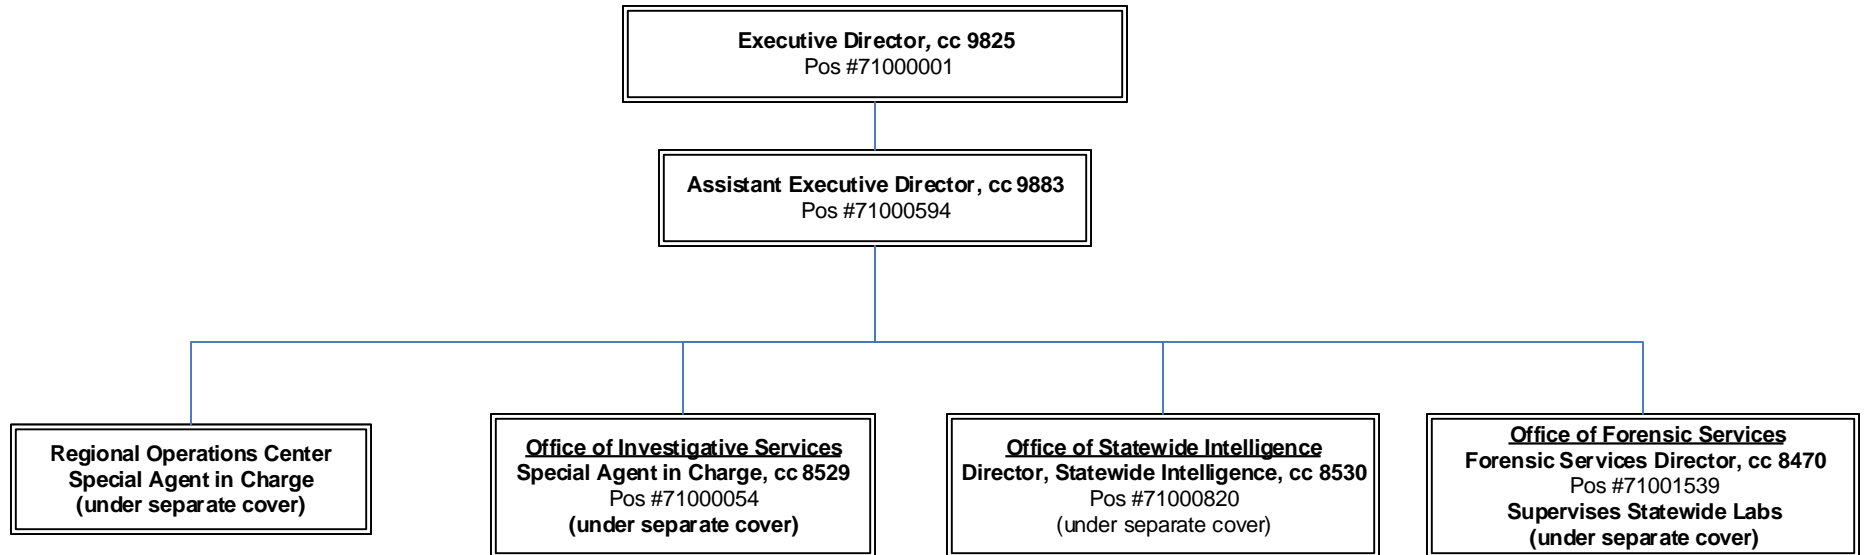 Executive Director, cc 9825
Pos #71000001
Assistant Executive Director, cc 9883
Pos #71000594
Regional Operations Center
Special Agent in Charge
(under separate cover)
Office of Investigative Services
Special Agent in Charge, cc 8529
Pos #71000054
(under separate cover)
Office of Statewide Intelligence
Director, Statewide Intelligence, cc 8530
Pos #71000820
(under separate cover)
Office of Forensic Services
Forensic Services Director, cc 8470
Pos #71001539
Supervises Statewide Labs
(under separate cover)